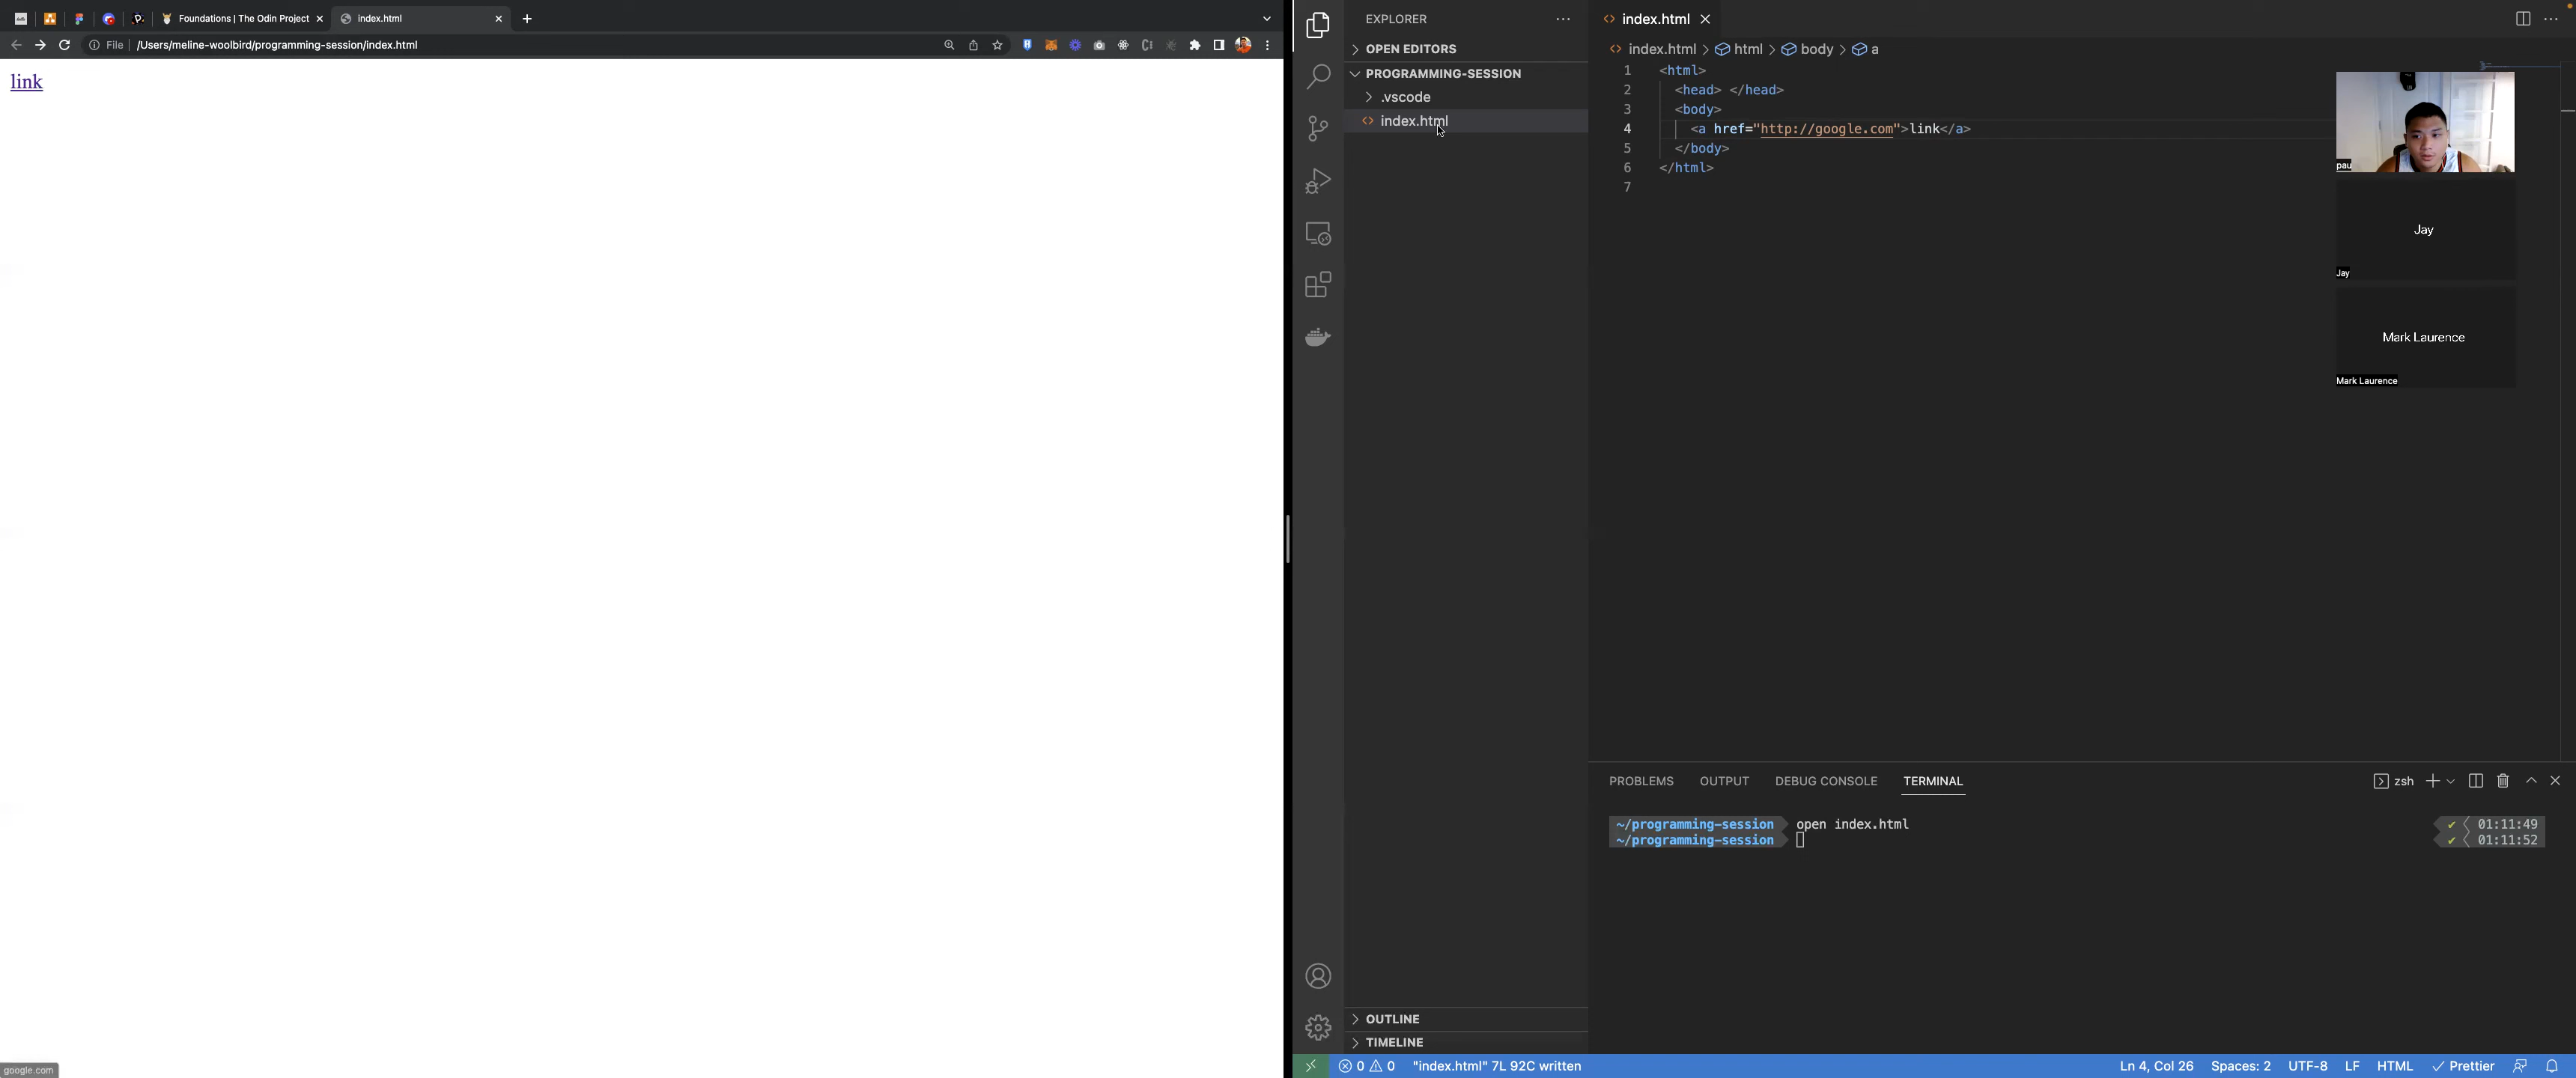 Foundations | The Odin Project
index.html
File
/Users/meline-woolbird/programming-session/index.html
link
google.com
EXPLORER
OPEN EDITORS
PROGRAMMING-SESSION
.vscode
index.html
OUTLINE
TIMELINE
index.html
index.html > html > body > a
1 <html>
2 <head> </head>
3 <body>
4 <a href="http://google.com">link</a>
5 </body>
6 </html>
7
pau
Jay
Jay
Mark Laurence
Mark Laurence
PROBLEMS OUTPUT DEBUG CONSOLE TERMINAL
zsh
~/programming-session open index.html 01:11:49
~/programming-session 01:11:52
0 0 "index.html" 7L 92C written Ln 4, Col 26 Spaces: 2 UTF-8 LF HTML Prettier